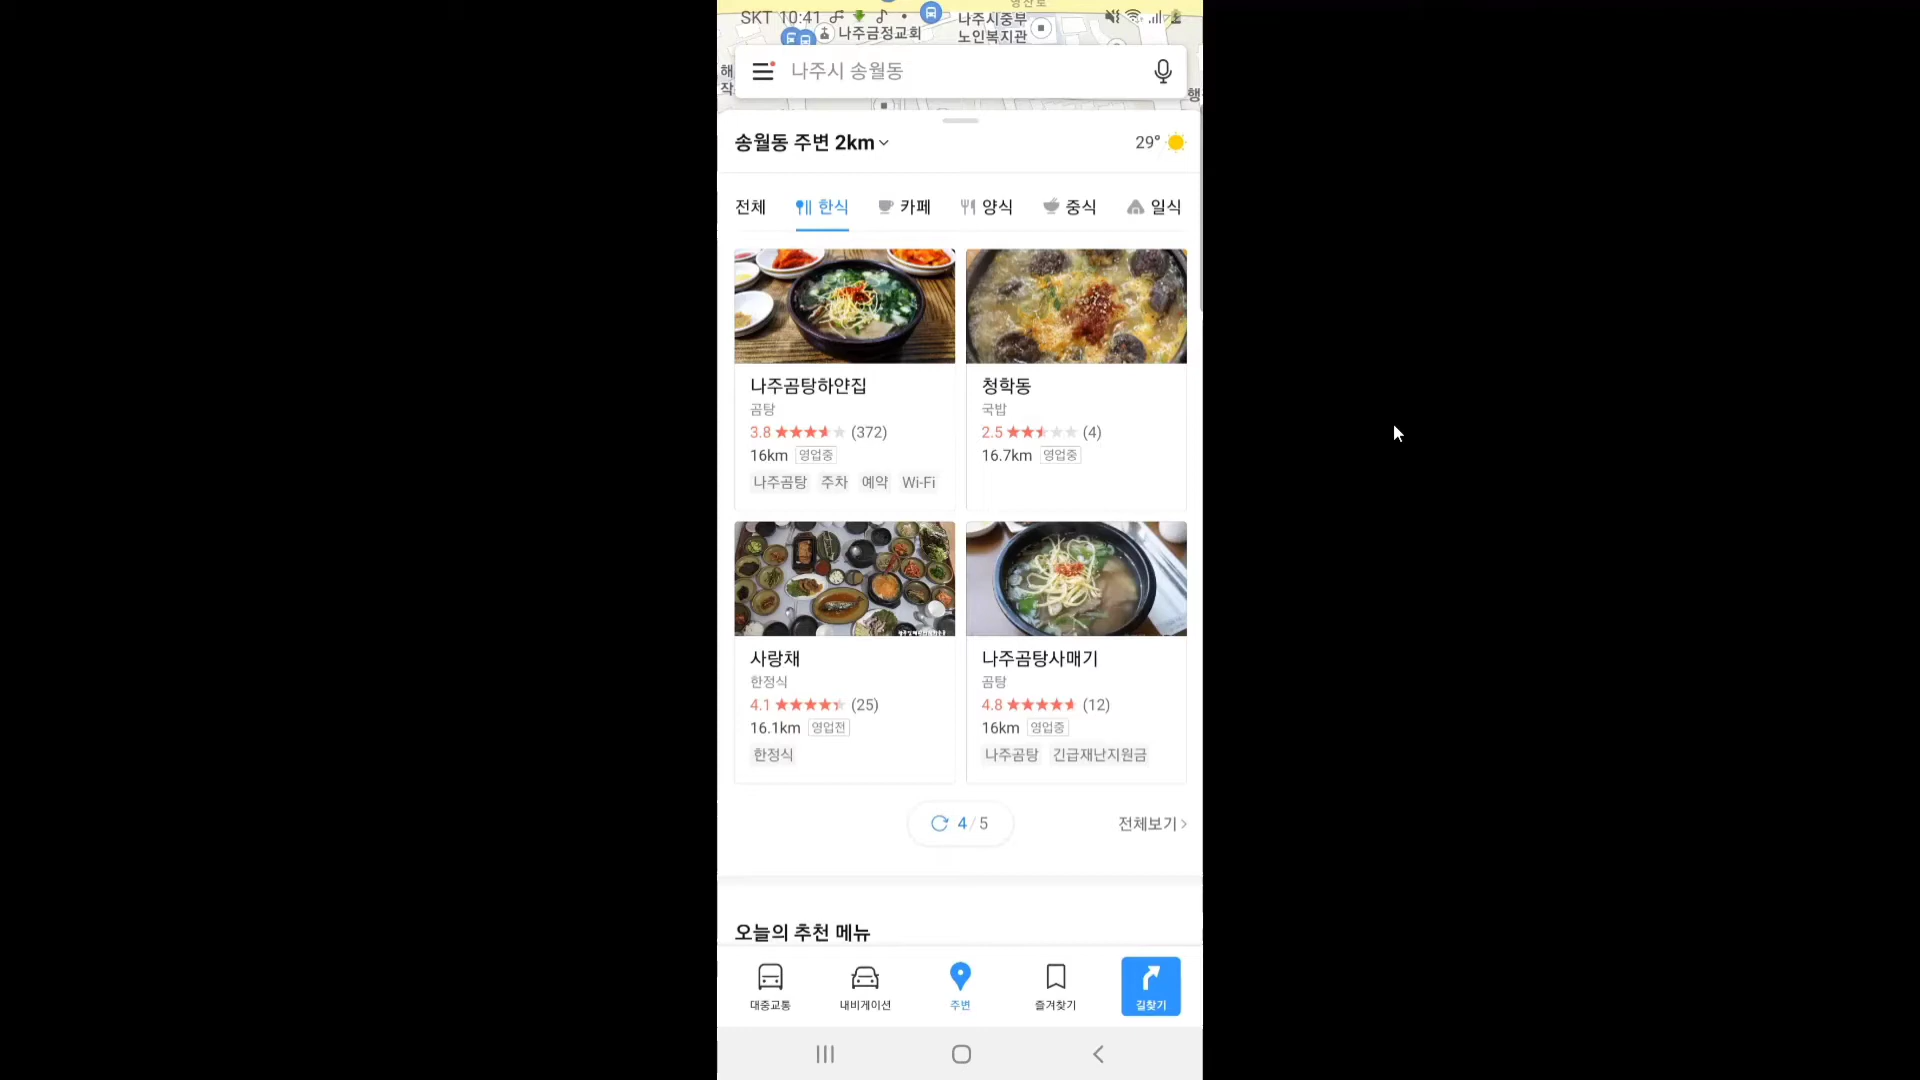 영산로
SKT 10:41
나주시중부
노인복지관
나주금정교회
해
작
행
나주시 송월동
송월동 주변 2km
29°
전체 한식 카페 양식 중식 일식
나주곰탕하얀집
곰탕
3.8 (372)
16km 영업중
나주곰탕 주차 예약 Wi-Fi
청학동
국밥
2.5 (4)
16.7km 영업중
사랑채
한정식
4.1 (25)
16.1km 영업전
한정식
나주곰탕사매기
곰탕
4.8 (12)
16km 영업중
나주곰탕 긴급재난지원금
4 / 5
전체보기 >
오늘의 추천 메뉴
대중교통 내비게이션 주변 즐겨찾기 길찾기